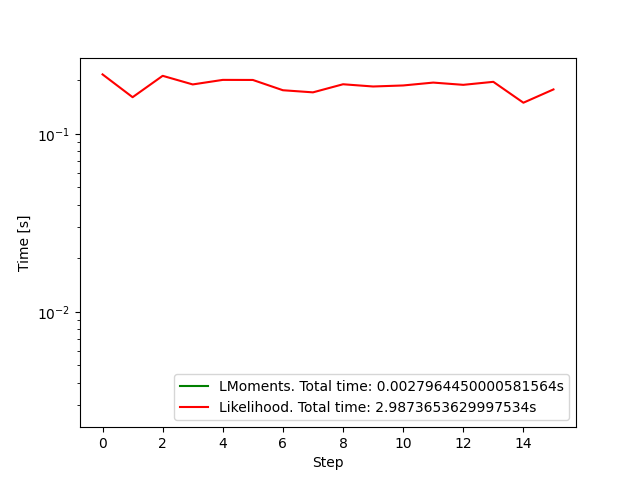 Time [s]
10⁻¹
10⁻²
LMoments. Total time: 0.0027964450000581564s
Likelihood. Total time: 2.9873653629997534s
0 2 4 6 8 10 12 14
Step